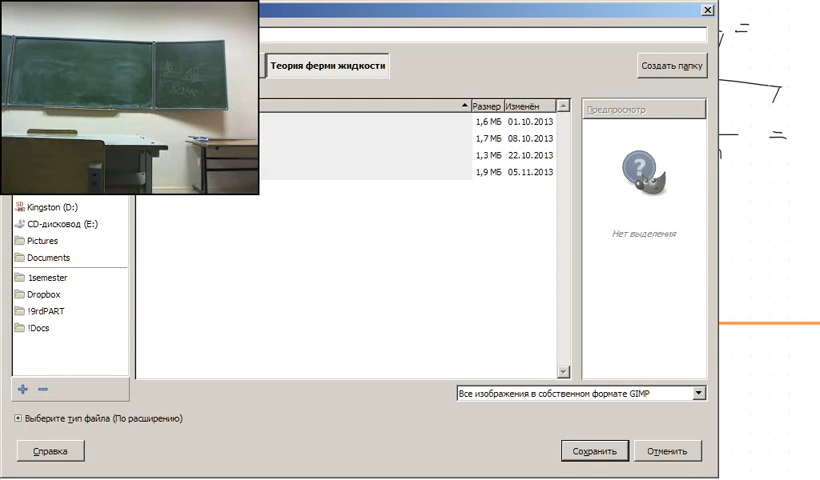 Теория ферми жидкости
Создать папку
Размер Изменён
1,6 МБ 01.10.2013
1,7 МБ 08.10.2013
1,3 МБ 22.10.2013
1,9 МБ 05.11.2013
Предпросмотр
Нет выделения
Kingston (D:)
CD-дисковод (E:)
Pictures
Documents
1semester
Dropbox
!9rdPART
!Docs
Все изображения в собственном формате GIMP
Выберите тип файла (По расширению)
Справка
Сохранить
Отменить